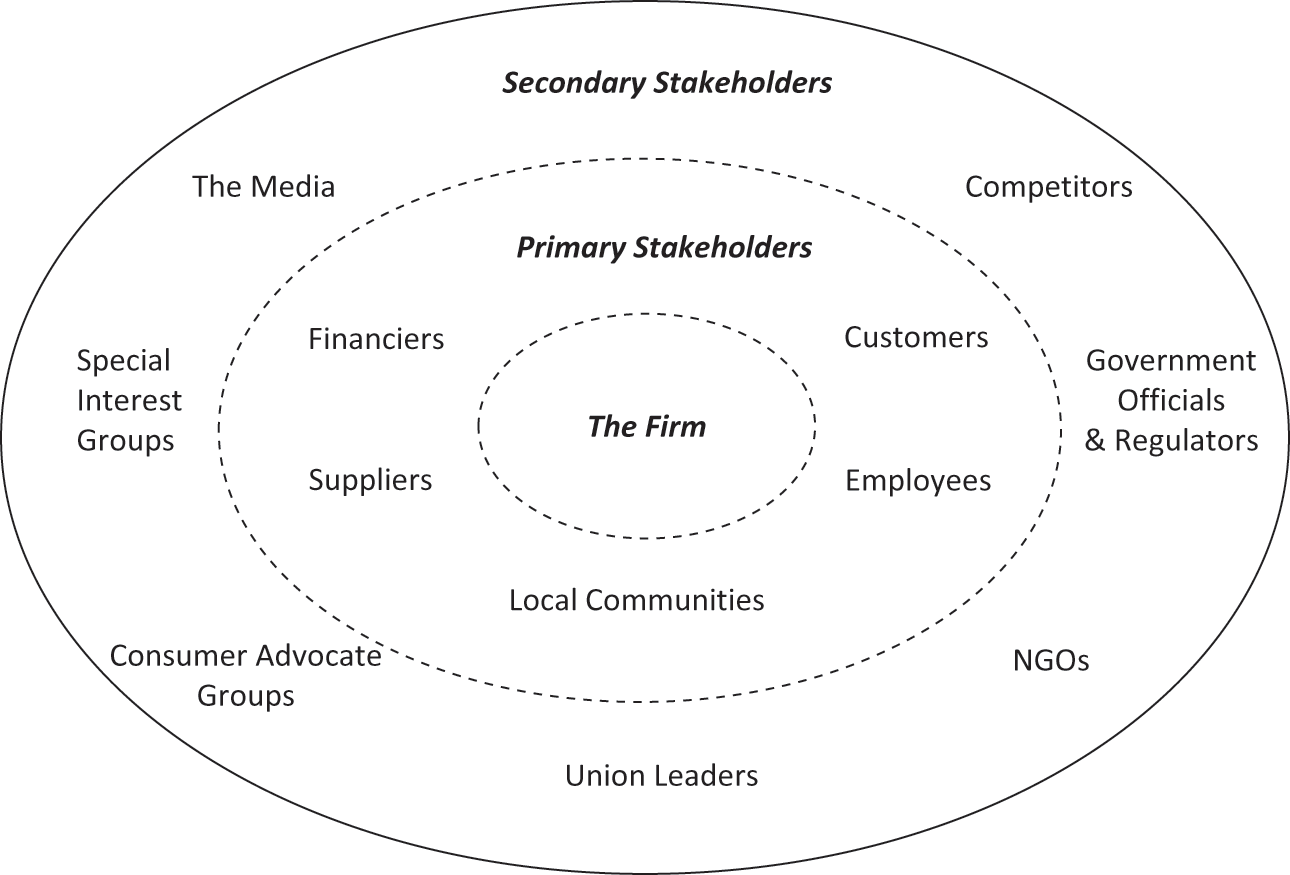 Secondary Stakeholders
The Media
Competitors
Primary Stakeholders
Financiers
Customers
Special
Interest
Groups
Government
Officials
& Regulators
The Firm
Suppliers
Employees
Local Communities
Consumer Advocate
Groups
NGOs
Union Leaders